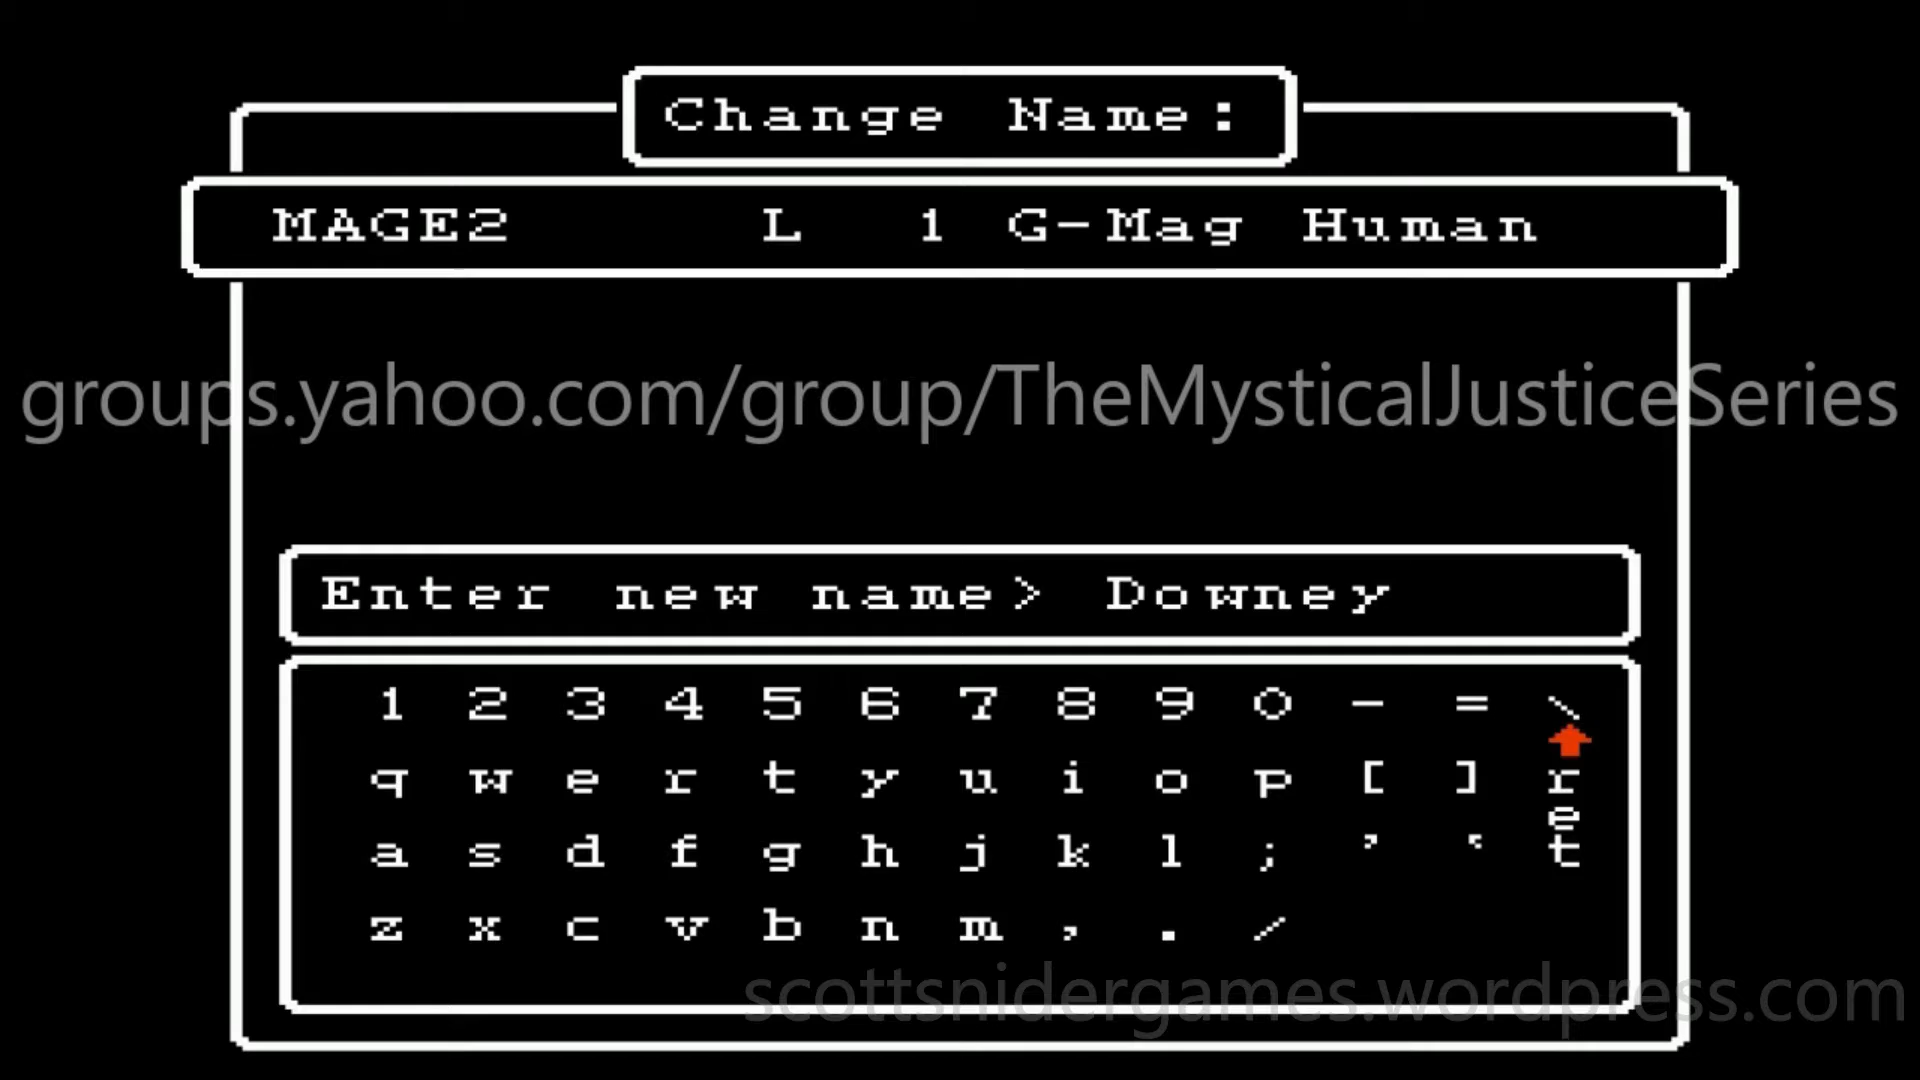 Change Name:
MAGE2 L 1 G-Mag Human
groups.yahoo.com/group/TheMysticalJusticeSeries
Enter new name> Downey
1 2 3 4 5 6 7 8 9 0 - = \
q w e r t y u i o p [ ] ret
a s d f g h j k l ; ' `
z x c v b n m , . /
scottsnidergames.wordpress.com